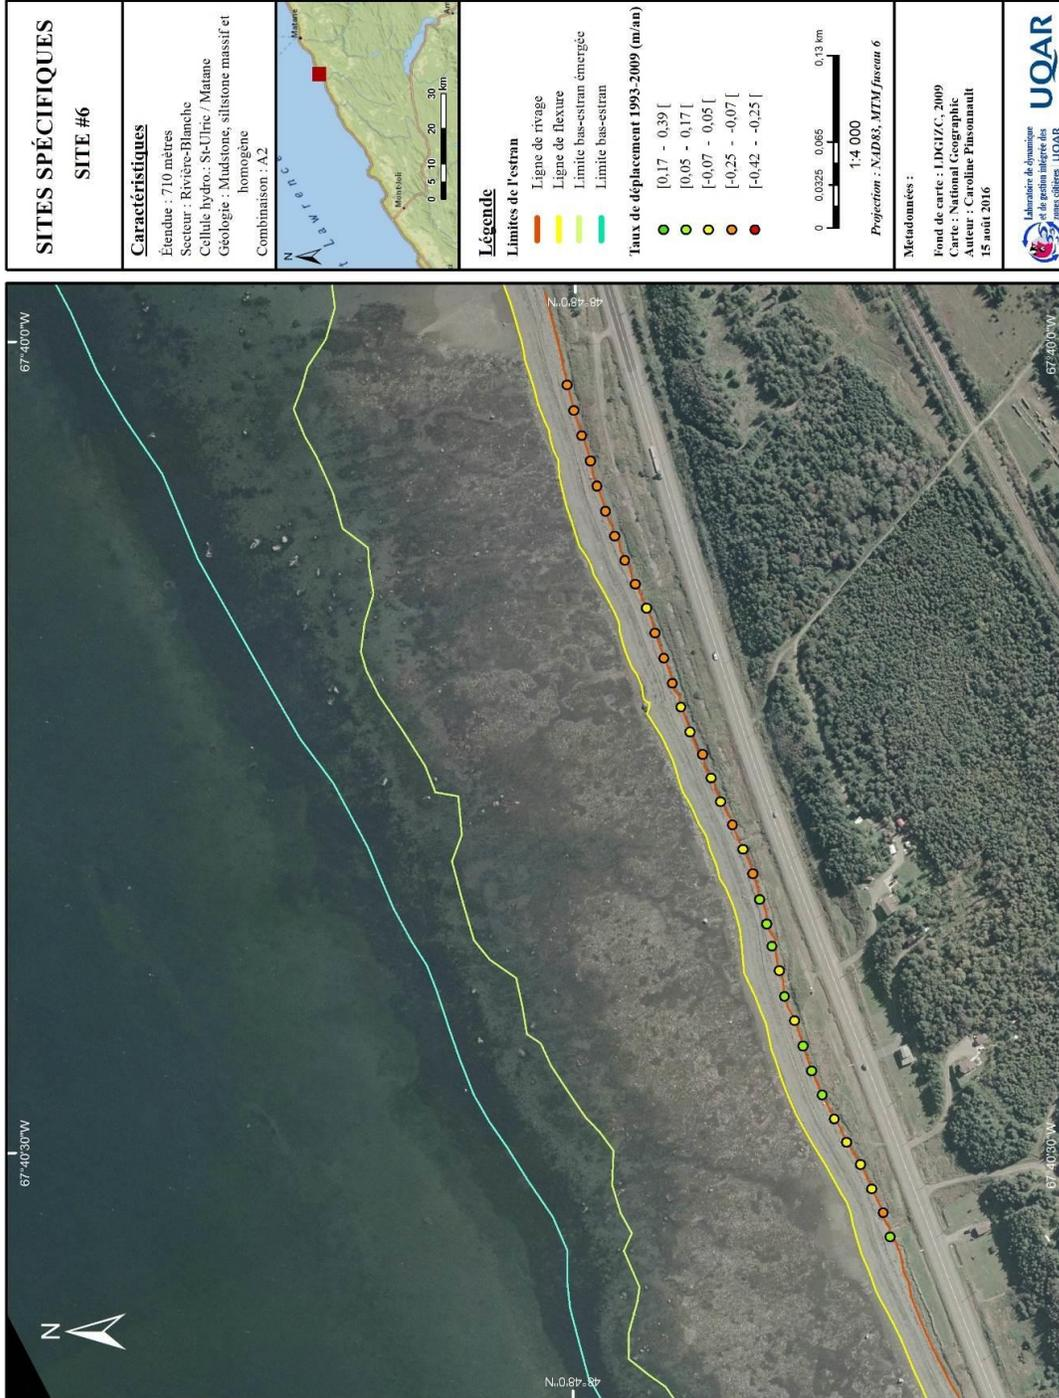 SITES SPÉCIFIQUES
SITE #6
Caractéristiques
Étendue : 710 mètres
Secteur : Rivière-Blanche
Cellule hydro.: St-Ulric / Matane
Géologie : Mudstone, siltstone massif et
homogène
Combinaison : A2
N
Matane
Mont-Joli
t Lawrence
0 5 10 20 30
km
Légende
Limites de l'estran
Ligne de rivage
Ligne de flexure
Limite bas-estran émergée
Limite bas-estran
Taux de déplacement 1993-2009 (m/an)
[0,17 - 0,39 [
[0,05 - 0,17 [
[-0,07 - 0,05 [
[-0,25 - -0,07 [
[-0,42 - -0,25 [
0 0,0325 0,065 0,13 km
1:4 000
Projection : NAD83, MTM fuseau 6
Metadonnées :
Fond de carte : LDGIZC, 2009
Carte : National Geographic
Auteur : Caroline Pinsonnault
15 août 2016
Laboratoire de dynamique
et de gestion intégrée des
zones côtières UQAR
UQAR
N
67°40'30"W
67°40'0"W
48°48'0"N
48°48'0"N
67°40'30"W
67°40'0"W